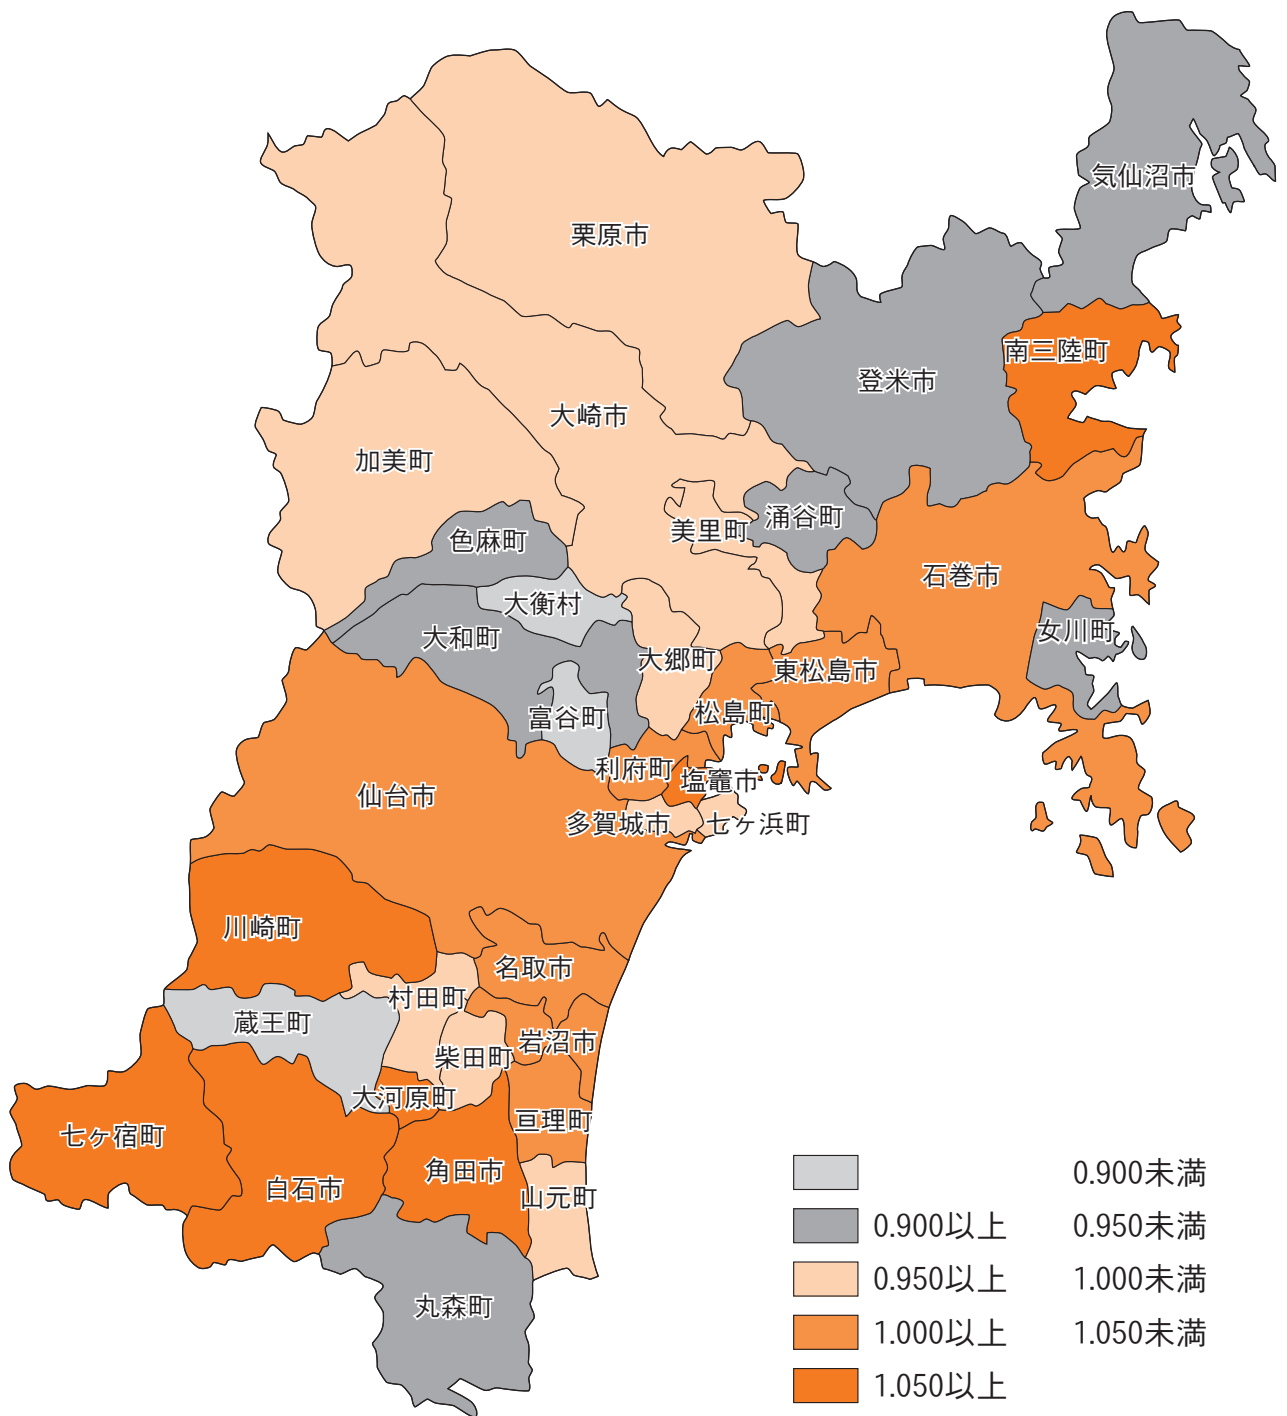 気仙沼市
栗原市
南三陸町
登米市
大崎市
加美町
涌谷町
美里町
色麻町
石巻市
大衡村
女川町
大和町
大郷町
東松島市
松島町
富谷町
利府町
塩竈市
仙台市
多賀城市
七ヶ浜町
川崎町
名取市
村田町
蔵王町
岩沼市
柴田町
大河原町
亘理町
七ヶ宿町
角田市
白石市
山元町
丸森町
0.900未満
0.900以上 0.950未満
0.950以上 1.000未満
1.000以上 1.050未満
1.050以上